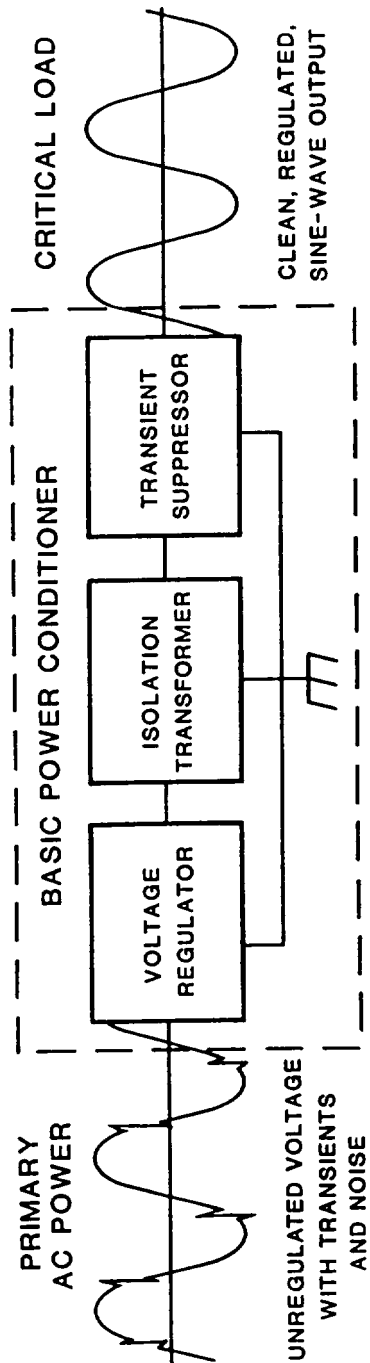 PRIMARY
AC POWER
UNREGULATED VOLTAGE
WITH TRANSIENTS
AND NOISE
BASIC POWER CONDITIONER
VOLTAGE
REGULATOR
ISOLATION
TRANSFORMER
TRANSIENT
SUPPRESSOR
CRITICAL LOAD
CLEAN, REGULATED,
SINE-WAVE OUTPUT